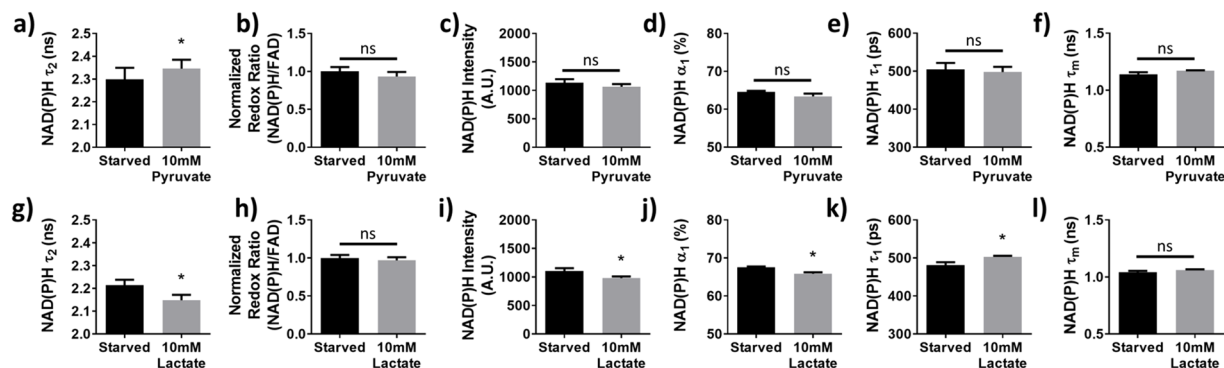 a)
NAD(P)H τ2 (ns)
2.5
2.4
2.3
2.2
2.1
2.0
*
Starved 10mM
Pyruvate
b)
Normalized
Redox Ratio
(NAD(P)H/FAD)
1.5
1.0
0.5
0.0
ns
Starved 10mM
Pyruvate
c)
NAD(P)H Intensity
(A.U.)
2000
1500
1000
500
0
ns
Starved 10mM
Pyruvate
d)
NAD(P)H α1 (%)
75
70
65
60
ns
Starved 10mM
Pyruvate
e)
NAD(P)H τ1 (ps)
600
500
400
300
ns
Starved 10mM
Pyruvate
f)
NAD(P)H τm (ns)
1.5
1.0
0.5
ns
Starved 10mM
Pyruvate
g)
NAD(P)H τ2 (ns)
2.5
2.4
2.3
2.2
2.1
2.0
*
Starved 10mM
Lactate
h)
Normalized
Redox Ratio
(NAD(P)H/FAD)
1.5
1.0
0.5
0.0
ns
Starved 10mM
Lactate
i)
NAD(P)H Intensity
(A.U.)
2000
1500
1000
500
0
*
Starved 10mM
Lactate
j)
NAD(P)H α1 (%)
75
70
65
60
50
*
Starved 10mM
Lactate
k)
NAD(P)H τ1 (ps)
600
500
400
300
*
Starved 10mM
Lactate
l)
NAD(P)H τm (ns)
1.5
1.0
0.5
ns
Starved 10mM
Lactate